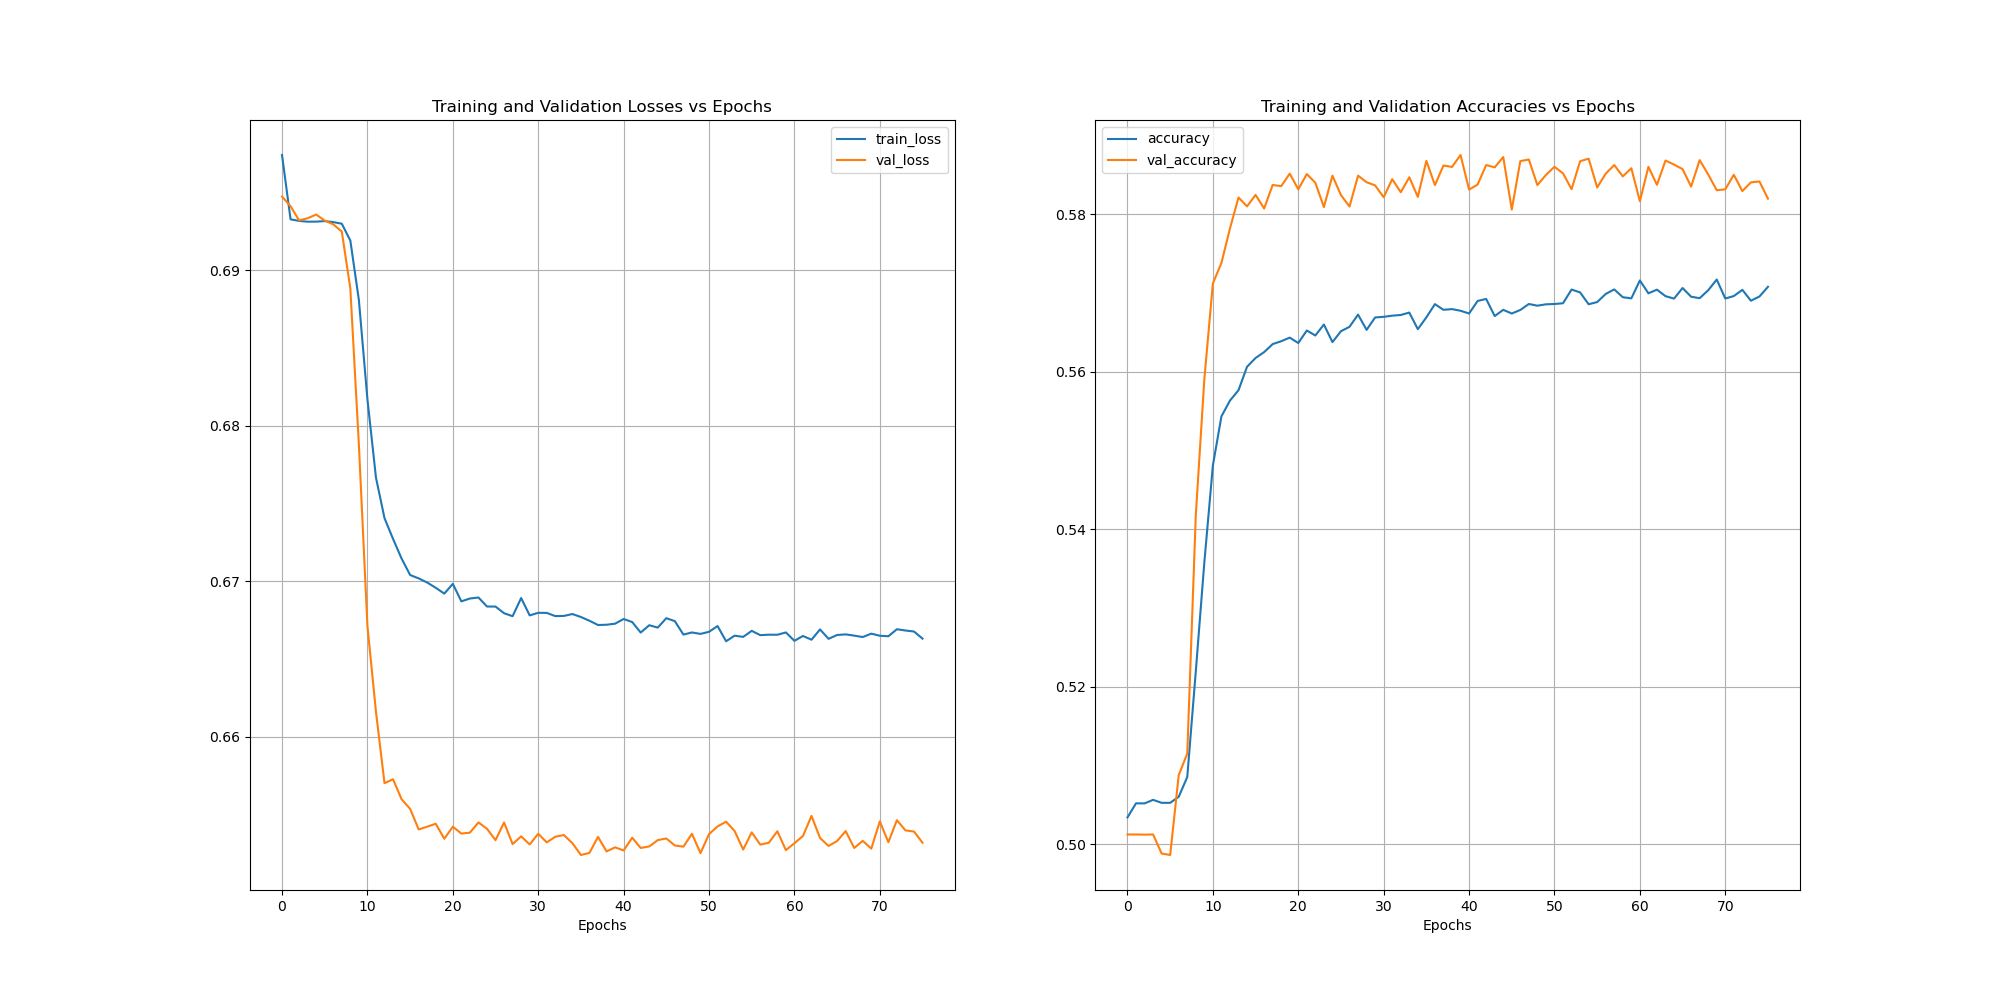 Training and Validation Losses vs Epochs
train_loss
val_loss
0.69
0.68
0.67
0.66
0 10 20 30 40 50 60 70
Epochs
Training and Validation Accuracies vs Epochs
accuracy
val_accuracy
0.58
0.56
0.54
0.52
0.50
0 10 20 30 40 50 60 70
Epochs